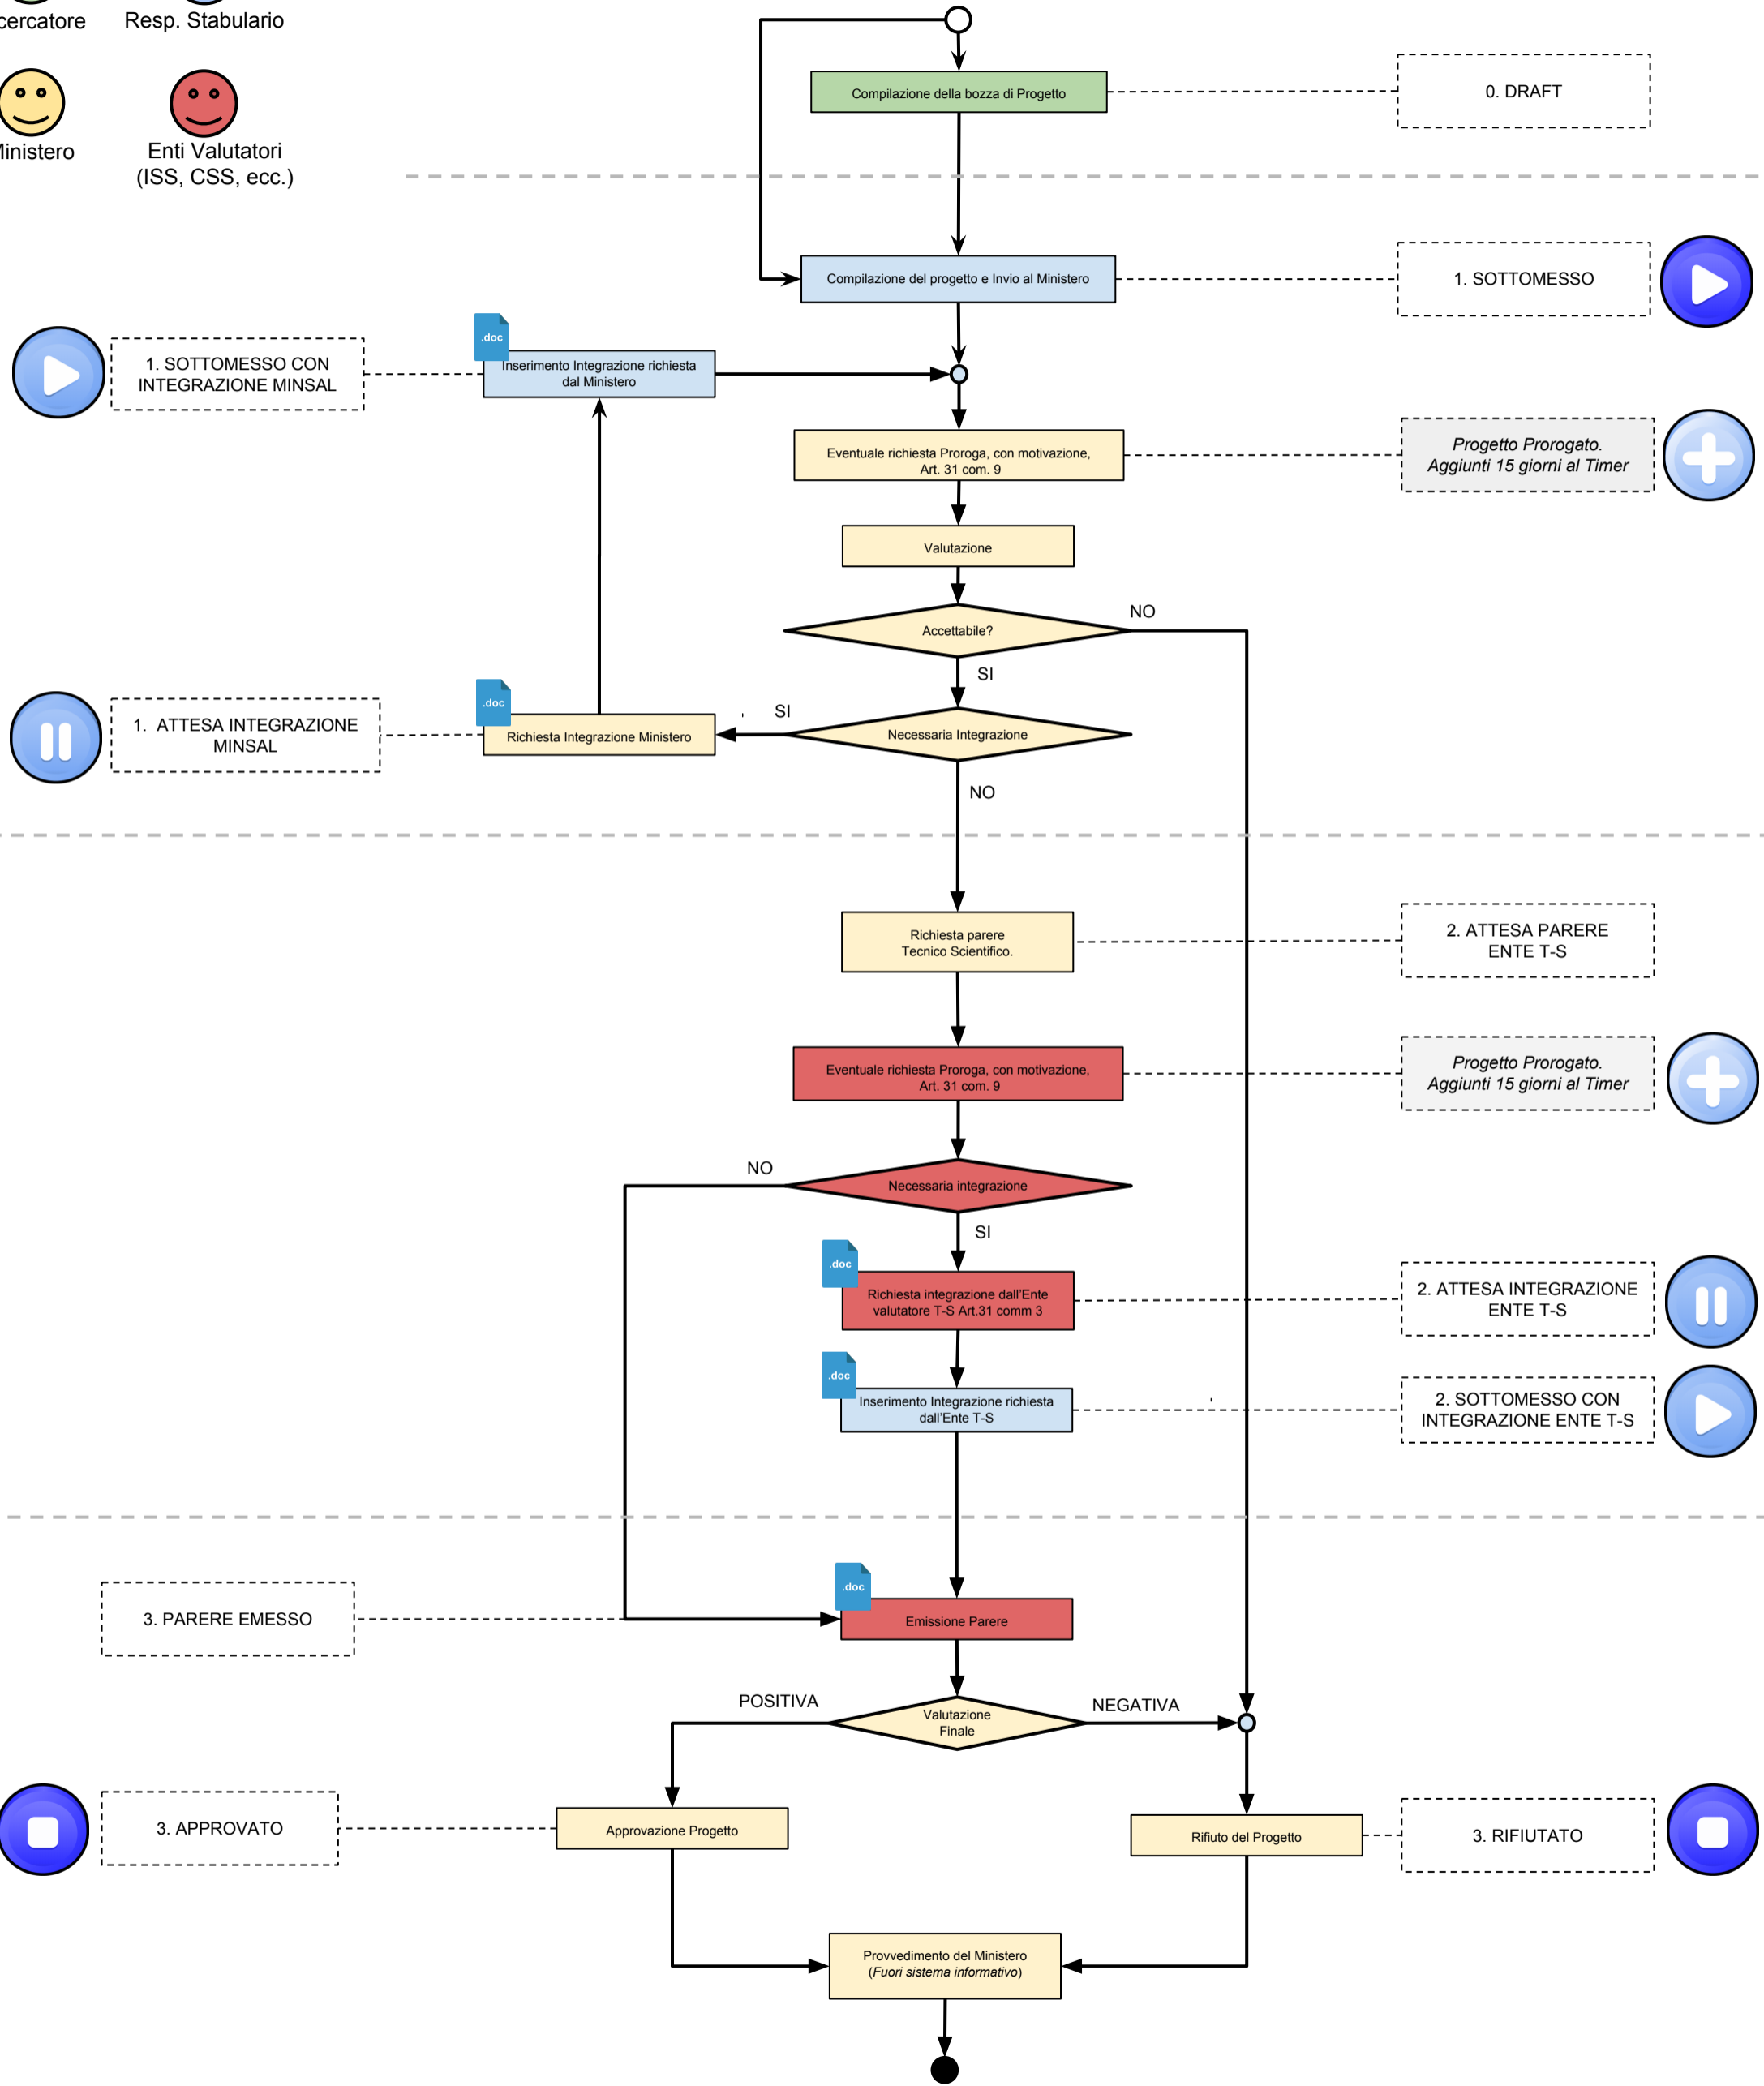 cercatore
Resp. Stabulario
Ministero
Enti Valutatori
(ISS, CSS, ecc.)
Compilazione della bozza di Progetto
0. DRAFT
Compilazione del progetto e Invio al Ministero
1. SOTTOMESSO
1. SOTTOMESSO CON
INTEGRAZIONE MINSAL
.doc
Inserimento Integrazione richiesta
dal Ministero
Eventuale richiesta Proroga, con motivazione,
Art. 31 com. 9
Progetto Prorogato.
Aggiunti 15 giorni al Timer
Valutazione
Accettabile?
NO
SI
1. ATTESA INTEGRAZIONE
MINSAL
.doc
Richiesta Integrazione Ministero
SI
Necessaria Integrazione
NO
Richiesta parere
Tecnico Scientifico.
2. ATTESA PARERE
ENTE T-S
Eventuale richiesta Proroga, con motivazione,
Art. 31 com. 9
Progetto Prorogato.
Aggiunti 15 giorni al Timer
NO
Necessaria integrazione
SI
.doc
Richiesta integrazione dall'Ente
valutatore T-S Art.31 comm 3
2. ATTESA INTEGRAZIONE
ENTE T-S
.doc
Inserimento Integrazione richiesta
dall'Ente T-S
2. SOTTOMESSO CON
INTEGRAZIONE ENTE T-S
3. PARERE EMESSO
.doc
Emissione Parere
POSITIVA
Valutazione
Finale
NEGATIVA
3. APPROVATO
Approvazione Progetto
Rifiuto del Progetto
3. RIFIUTATO
Provvedimento del Ministero
(Fuori sistema informativo)